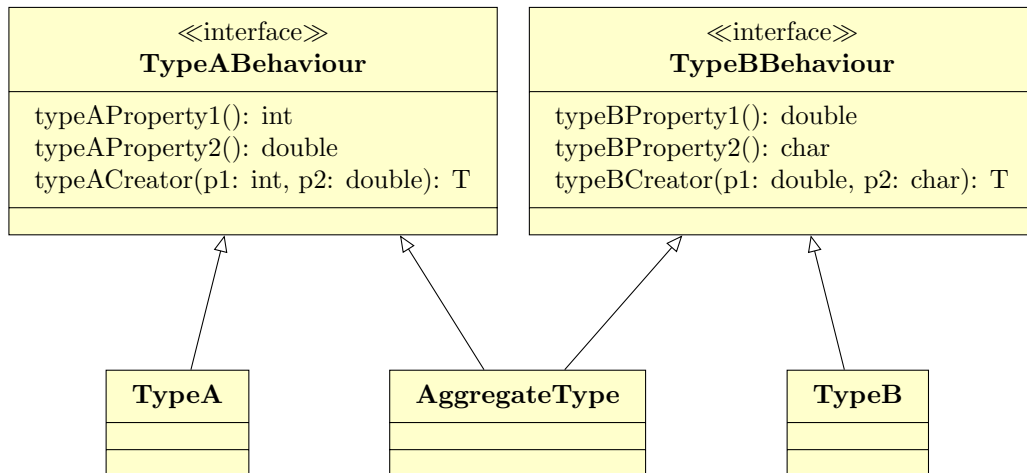 ≪interface≫
TypeABehaviour
typeAProperty1(): int
typeAProperty2(): double
typeACreator(p1: int, p2: double): T
≪interface≫
TypeBBehaviour
typeBProperty1(): double
typeBProperty2(): char
typeBCreator(p1: double, p2: char): T
TypeA
AggregateType
TypeB